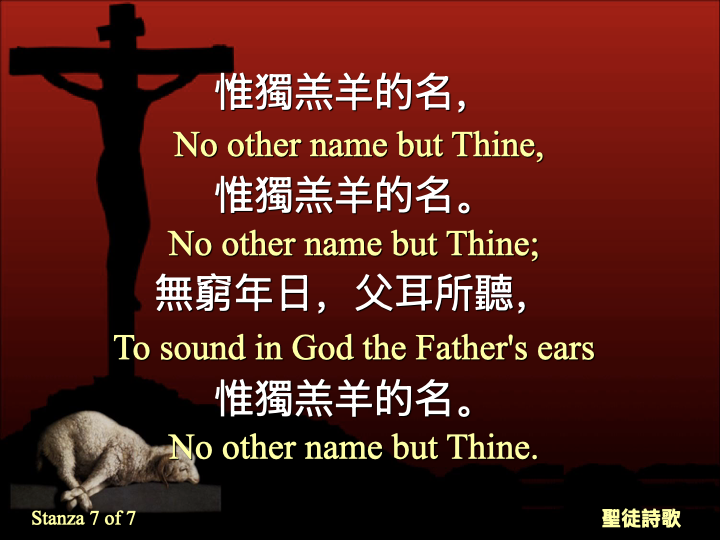 惟獨羔羊的名，
No other name but Thine,
惟獨羔羊的名。
No other name but Thine;
無窮年日，父耳所聽，
To sound in God the Father's ears
惟獨羔羊的名。
No other name but Thine.
Stanza 7 of 7
聖徒詩歌